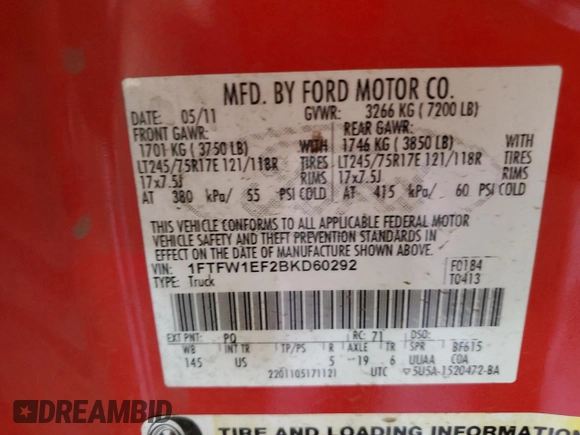 MFD. BY FORD MOTOR CO.
DATE: 05/11 GVWR: 3266 KG ( 7200 LB)
FRONT GAWR: REAR GAWR:
1701 KG ( 3750 LB) WITH 1746 KG ( 3850 LB)
LT245/75R17E 121/118R TIRES LT245/75R17E 121/118R
17x7.5J RIMS 17x7.5J
AT 380 kPa/ 55 PSI COLD AT 415 kPa/ 60 PSI COLD
WITH
TIRES
RIMS
THIS VEHICLE CONFORMS TO ALL APPLICABLE FEDERAL MOTOR
VEHICLE SAFETY AND THEFT PREVENTION STANDARDS IN
EFFECT ON THE DATE OF MANUFACTURE SHOWN ABOVE.
VIN: 1FTFW1EF2BKD60292 F0184
TYPE: Truck T0413
EXT PNT: PQ RC: 71 DSO:
WB INT TR TP/PS R AXLE TR SPR BF615
145 US 5 19 6 UUAA COA
2201105171121 UTC 5U5A-1520472-BA
DREAMBID
TIRE AND LOADING INFORMATION